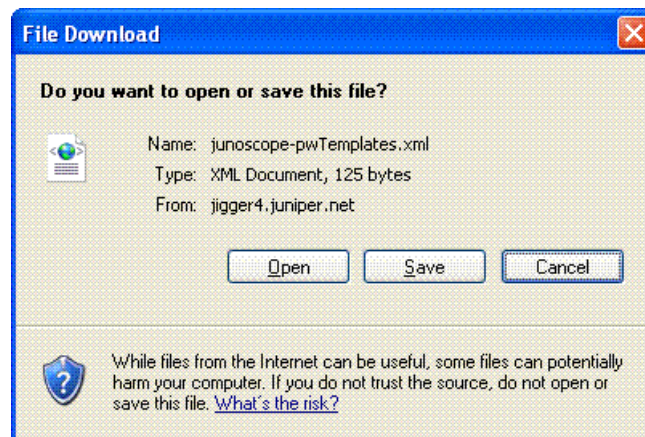 File Download
Do you want to open or save this file?
Name: junoscope-pwTemplates.xml
Type: XML Document, 125 bytes
From: jigger4.juniper.net
Open Save Cancel
While files from the Internet can be useful, some files can potentially
harm your computer. If you do not trust the source, do not open or
save this file. What's the risk?